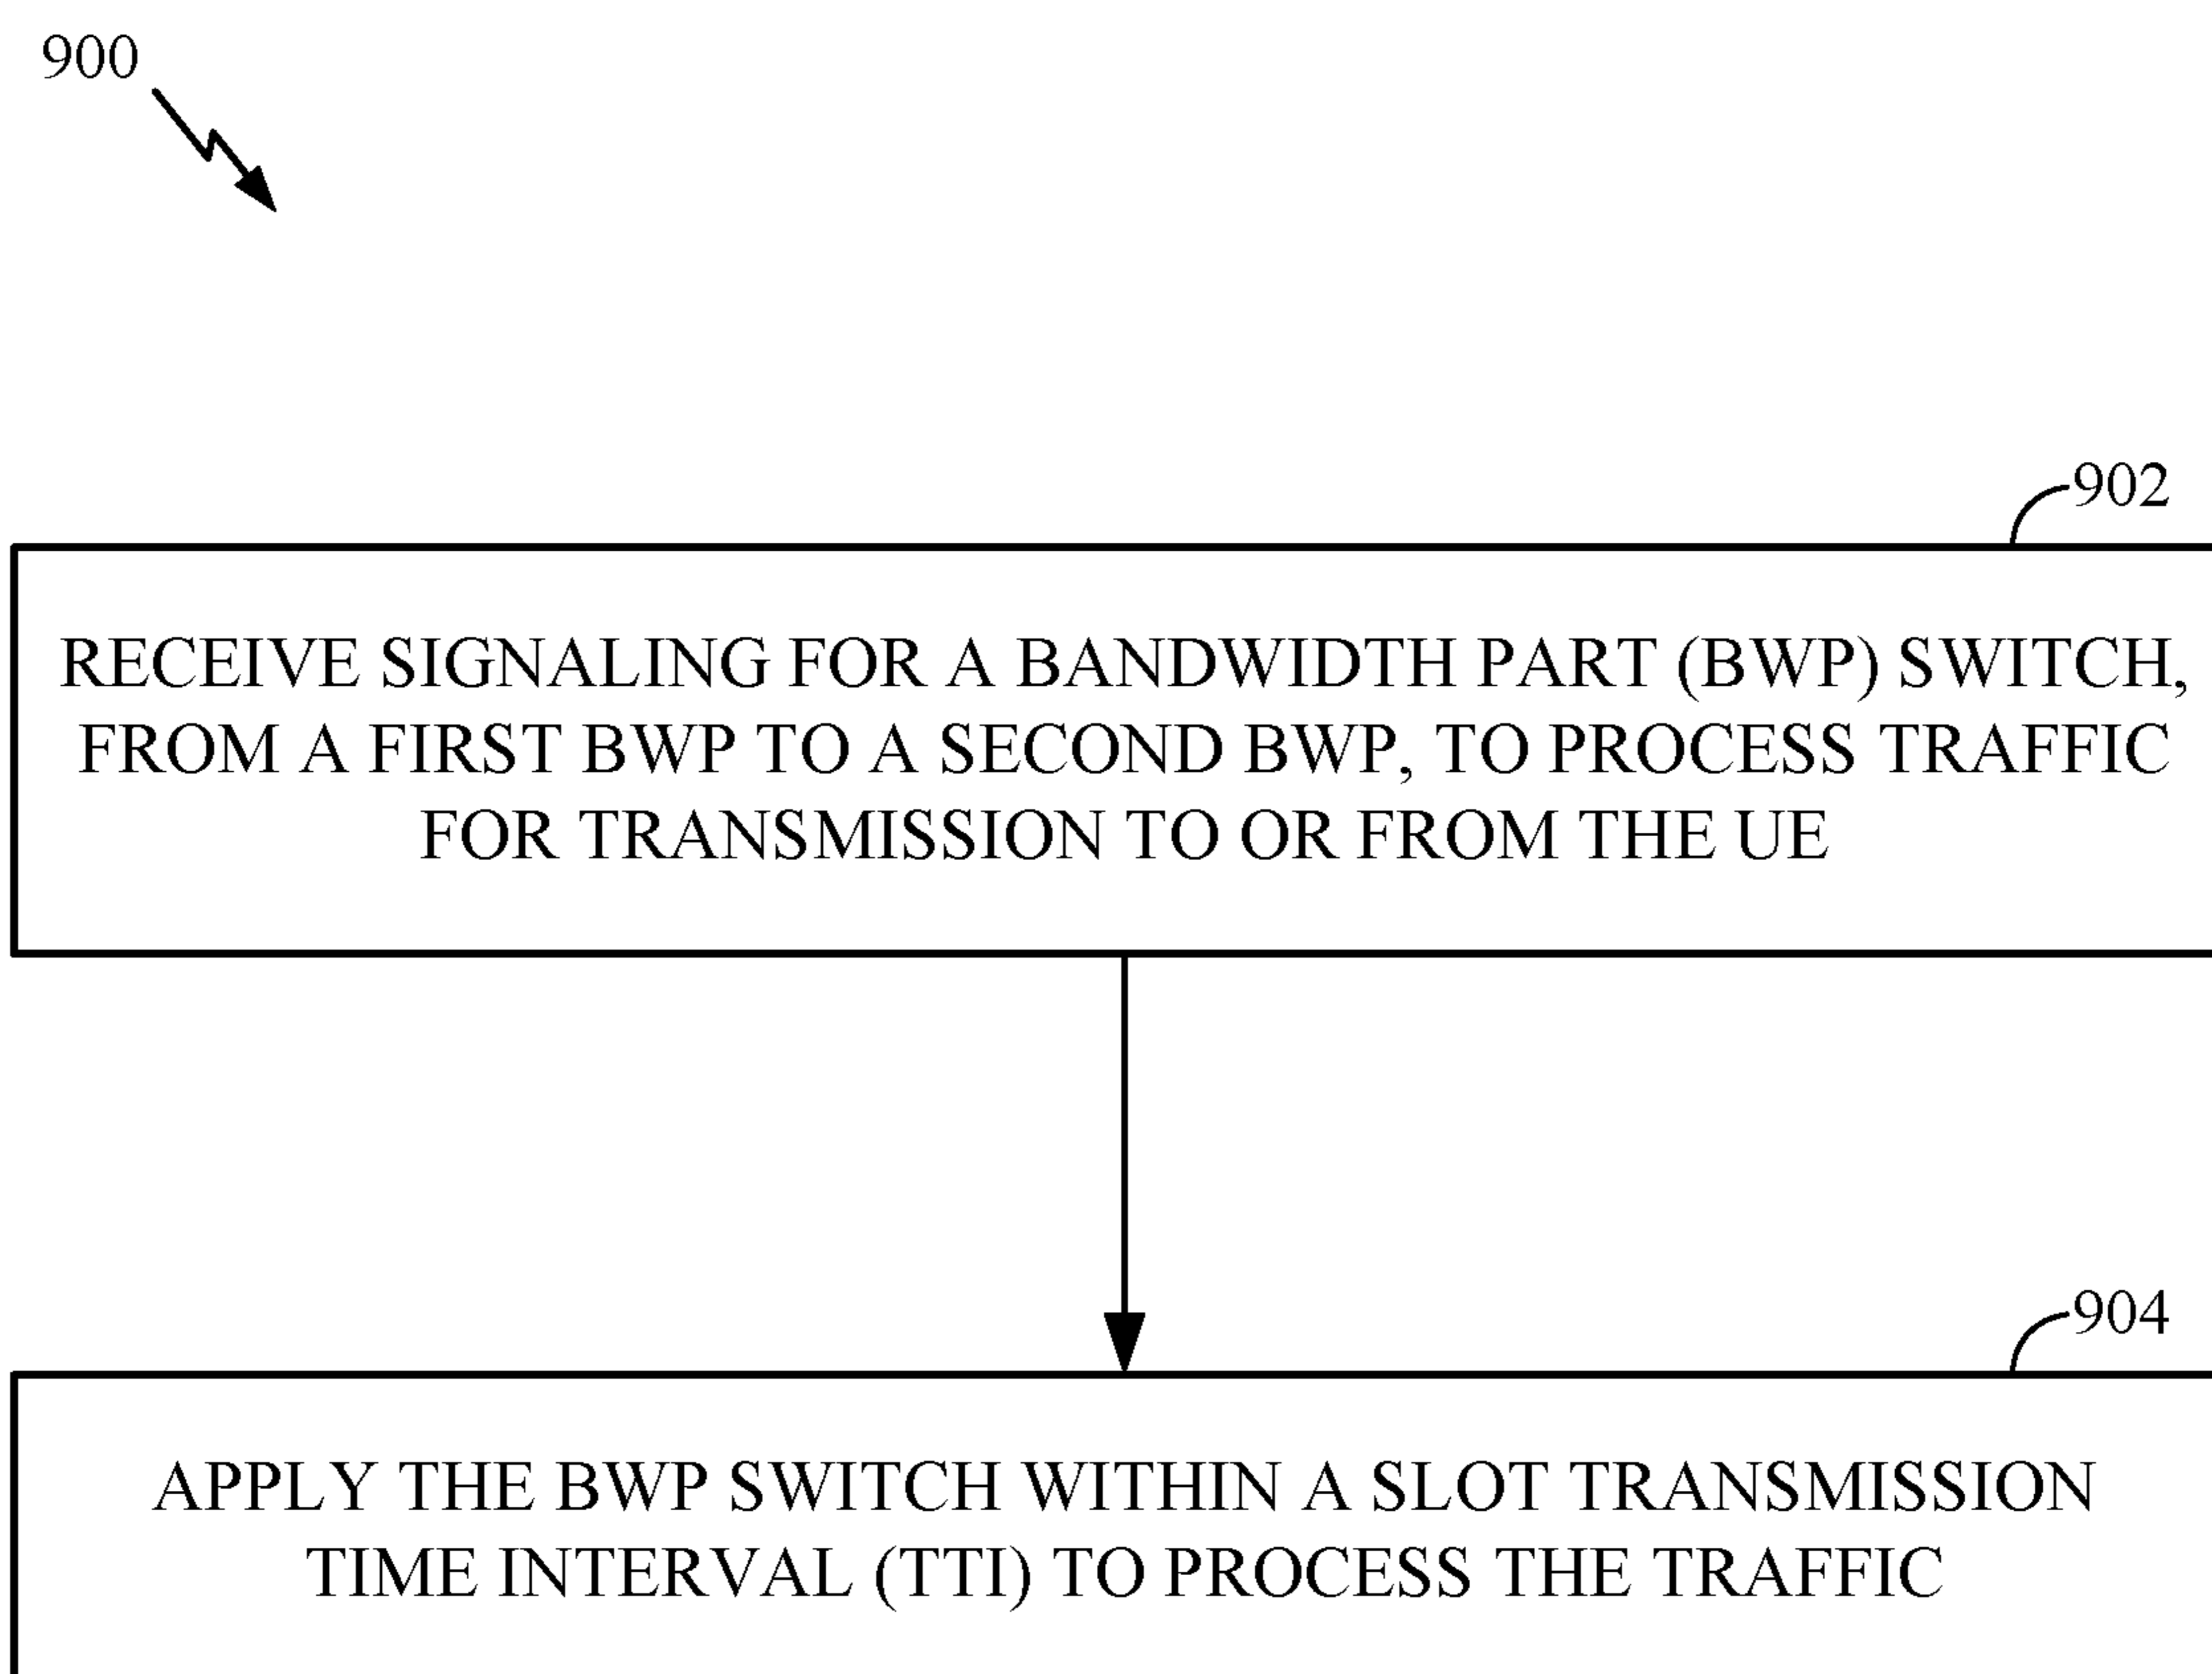 900
902
RECEIVE SIGNALING FOR A BANDWIDTH PART (BWP) SWITCH,
FROM A FIRST BWP TO A SECOND BWP, TO PROCESS TRAFFIC
FOR TRANSMISSION TO OR FROM THE UE
904
APPLY THE BWP SWITCH WITHIN A SLOT TRANSMISSION
TIME INTERVAL (TTI) TO PROCESS THE TRAFFIC